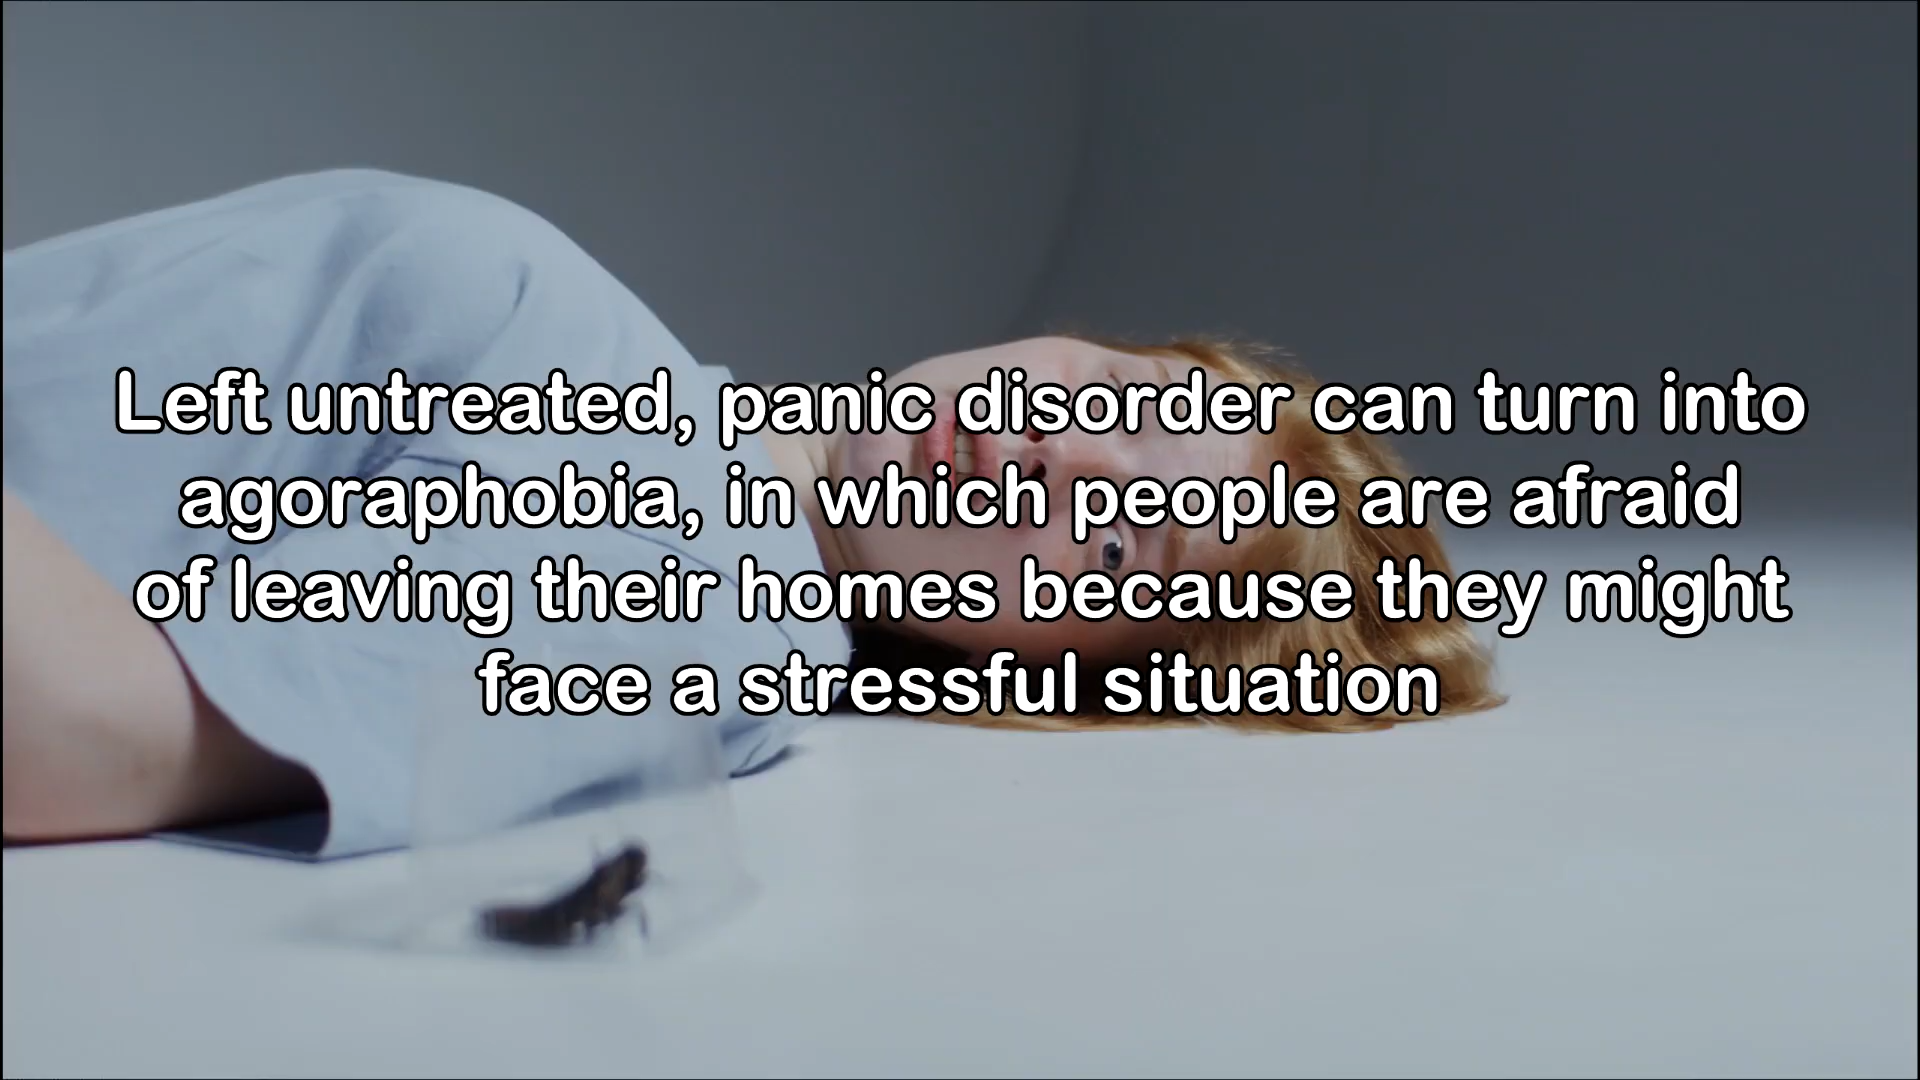 Left untreated, panic disorder can turn into
agoraphobia, in which people are afraid
of leaving their homes because they might
face a stressful situation